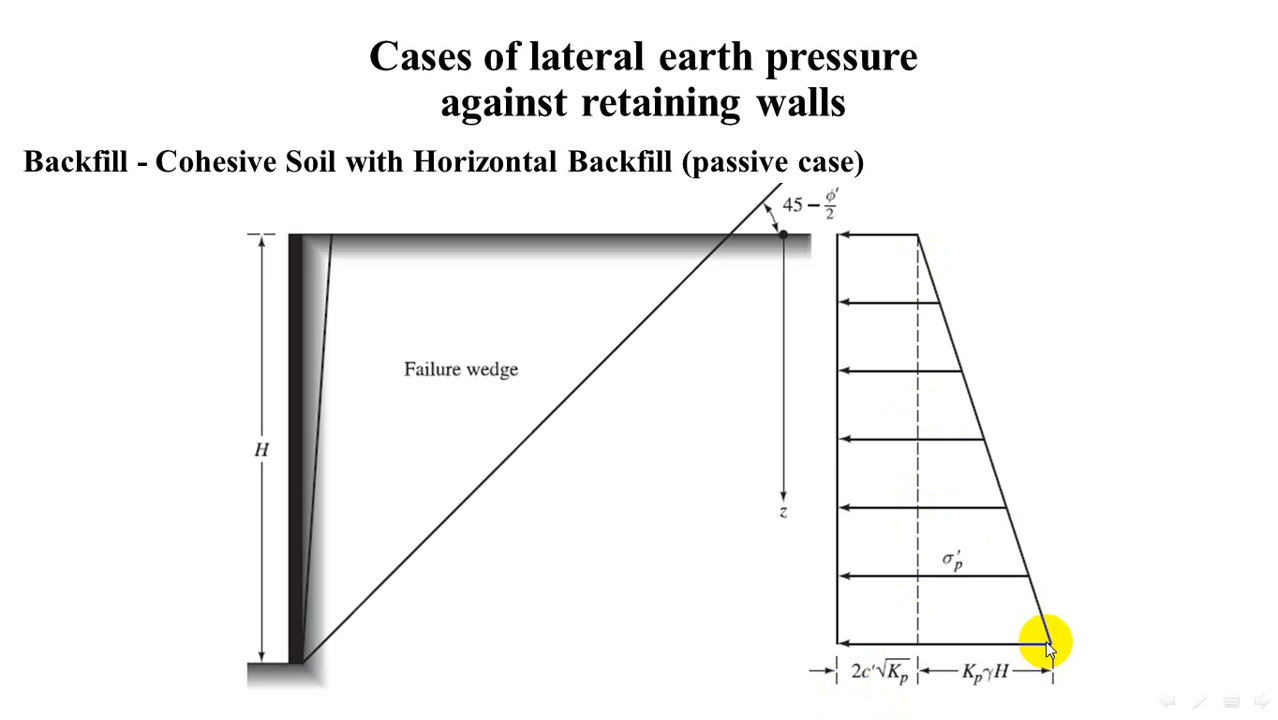 Cases of lateral earth pressure
against retaining walls
Backfill - Cohesive Soil with Horizontal Backfill (passive case)
45 – ϕ′/2
Failure wedge
H
z
σ′p
2c′√Kp
KpγH